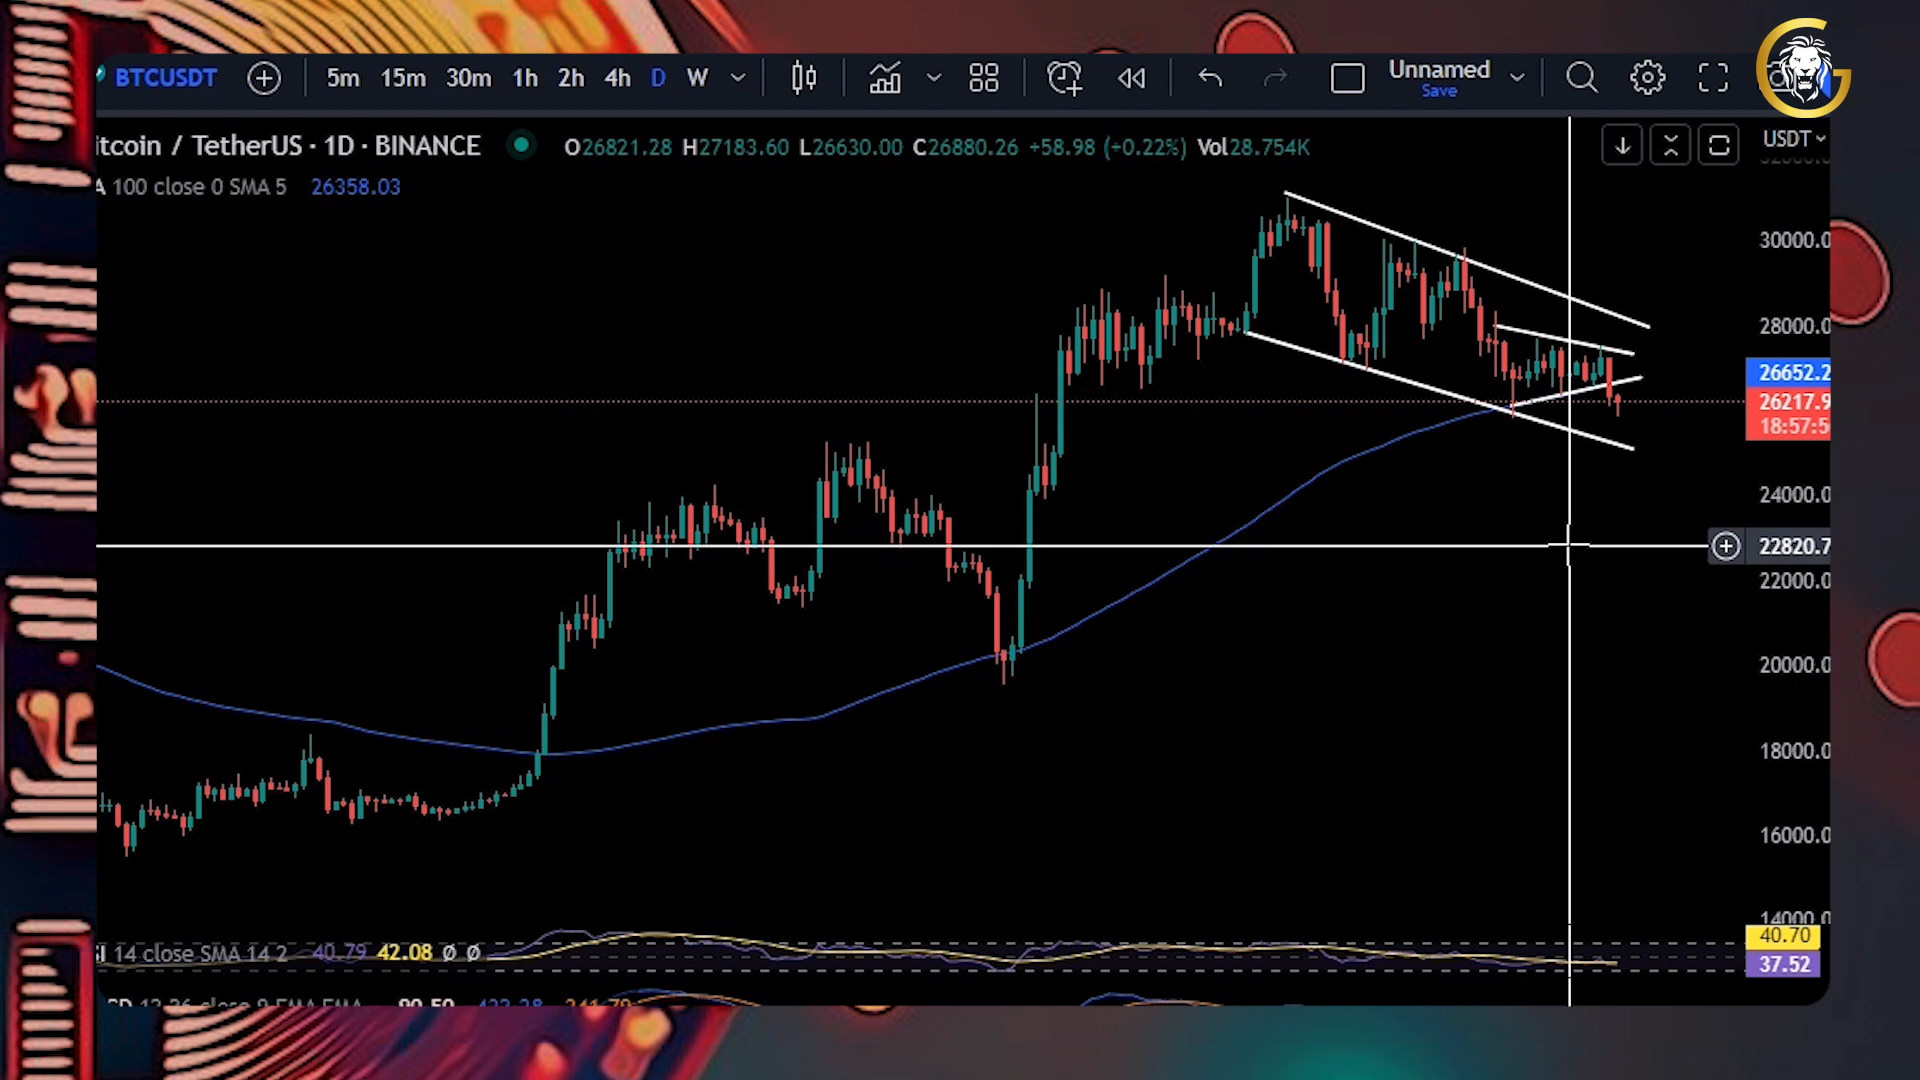 BTCUSDT 5m 15m 30m 1h 2h 4h D W Unnamed
Save
itcoin / TetherUS · 1D · BINANCE O26821.28 H27183.60 L26630.00 C26880.26 +58.98 (+0.22%) Vol28.754K USDT
A 100 close 0 SMA 5 26358.03
30000.0
28000.0
26652.2
26217.9
18:57:5
24000.0
22820.7
22000.0
20000.0
18000.0
16000.0
14000.0
40.70
SI 14 close SMA 14 2 40.79 42.08 Ø Ø
37.52